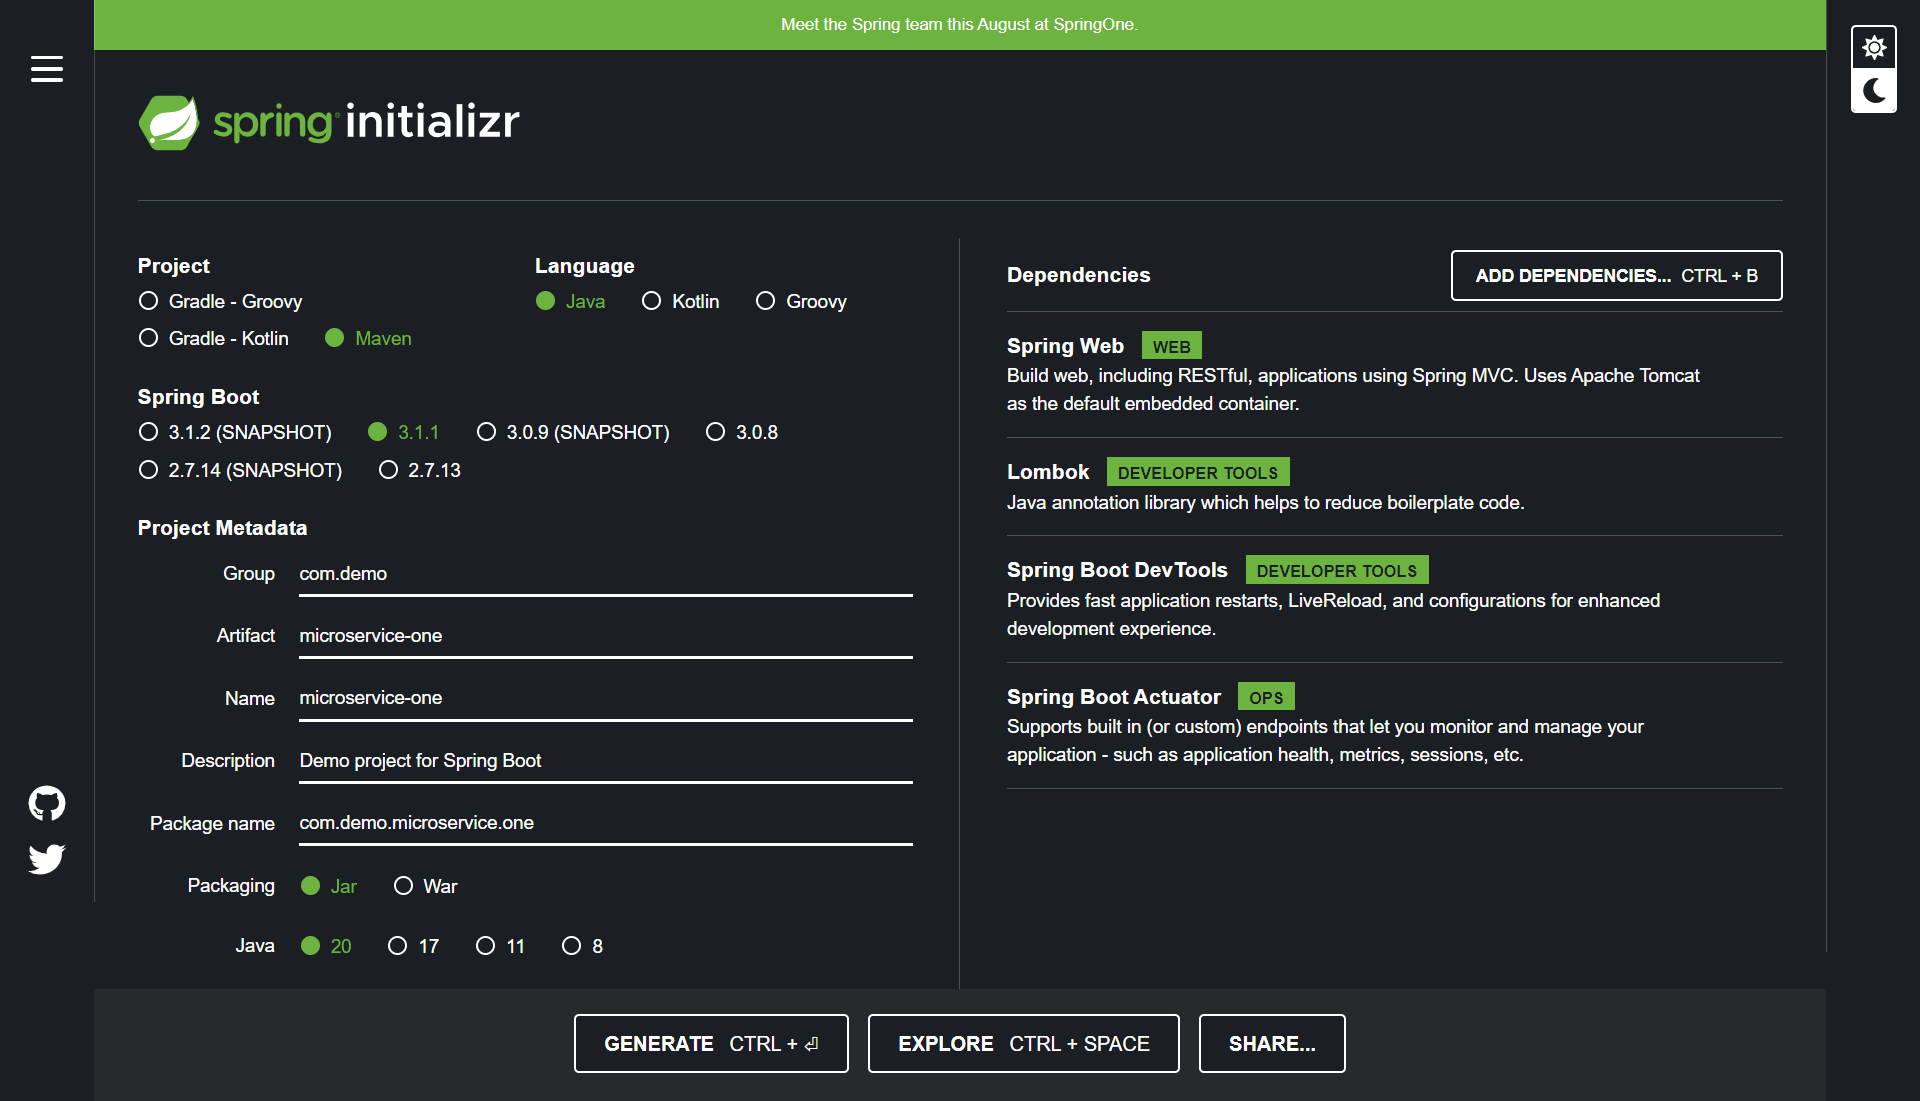 Meet the Spring team this August at SpringOne.
spring initializr
Project
Gradle - Groovy
Gradle - Kotlin Maven
Language
Java Kotlin Groovy
Spring Boot
3.1.2 (SNAPSHOT) 3.1.1 3.0.9 (SNAPSHOT) 3.0.8
2.7.14 (SNAPSHOT) 2.7.13
Project Metadata
Group com.demo
Artifact microservice-one
Name microservice-one
Description Demo project for Spring Boot
Package name com.demo.microservice.one
Packaging Jar War
Java 20 17 11 8
Dependencies ADD DEPENDENCIES... CTRL + B
Spring Web WEB
Build web, including RESTful, applications using Spring MVC. Uses Apache Tomcat
as the default embedded container.
Lombok DEVELOPER TOOLS
Java annotation library which helps to reduce boilerplate code.
Spring Boot DevTools DEVELOPER TOOLS
Provides fast application restarts, LiveReload, and configurations for enhanced
development experience.
Spring Boot Actuator OPS
Supports built in (or custom) endpoints that let you monitor and manage your
application - such as application health, metrics, sessions, etc.
GENERATE CTRL + ⏎ EXPLORE CTRL + SPACE SHARE...